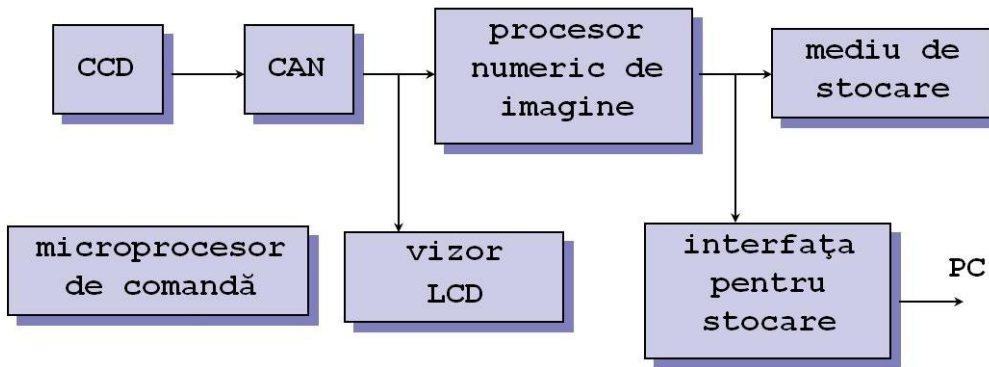 CCD
CAN
procesor
numeric de
imagine
mediu de
stocare
microprocesor
de comandă
vizor
LCD
interfaţa
pentru
stocare
PC